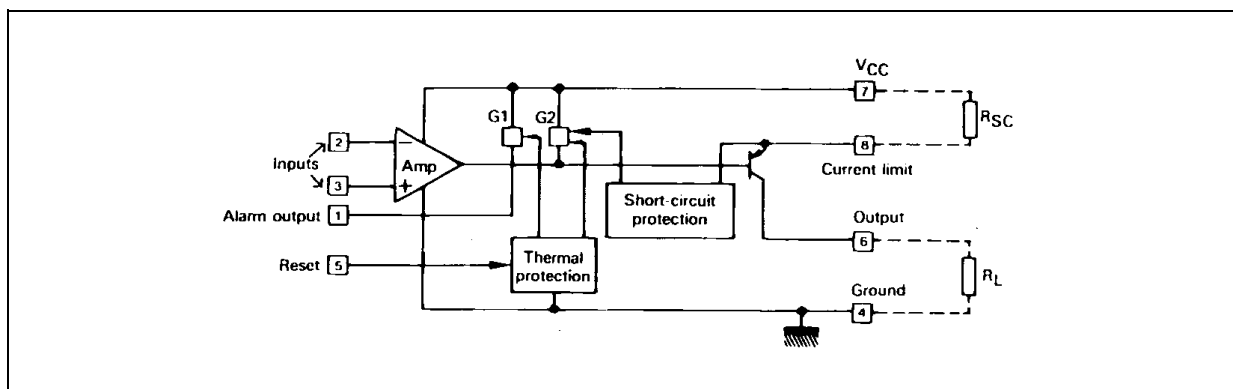 VCC
7
G1
G2
RSC
2
−
Inputs
Amp
8
3
+
Current limit
Short-circuit
protection
Alarm output 1
Output
6
Thermal
protection
Reset 5
RL
Ground
4